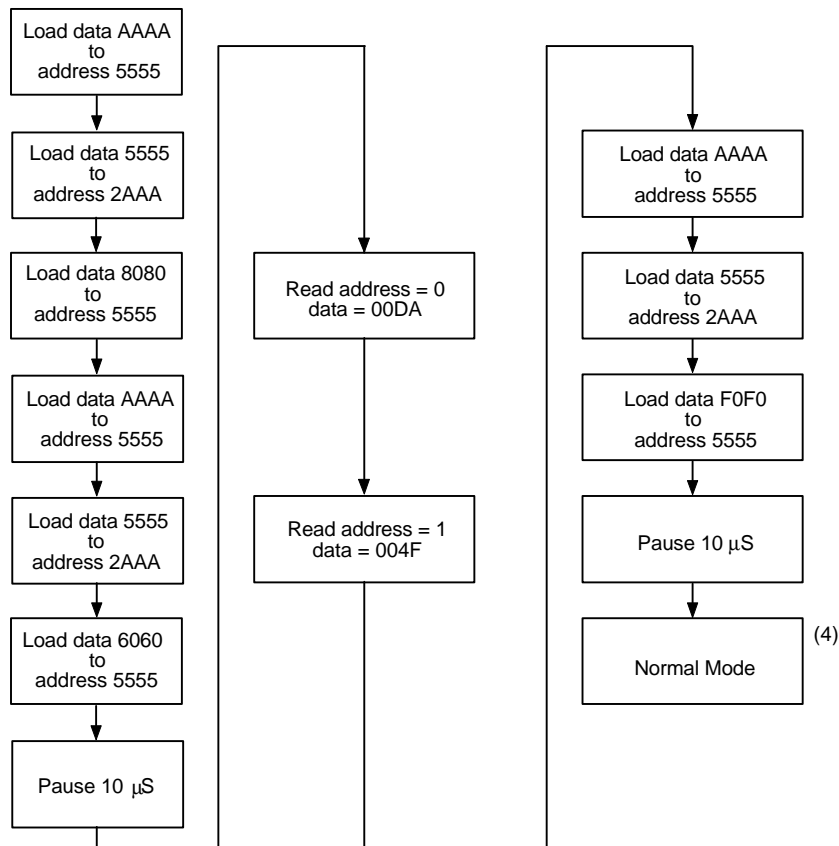 Load data AAAA
to
address 5555
Load data 5555
to
address 2AAA
Load data 8080
to
address 5555
Load data AAAA
to
address 5555
Load data 5555
to
address 2AAA
Load data 6060
to
address 5555
Pause 10 μS
Read address = 0
data = 00DA
Read address = 1
data = 004F
Load data AAAA
to
address 5555
Load data 5555
to
address 2AAA
Load data F0F0
to
address 5555
Pause 10 μS
Normal Mode
(4)